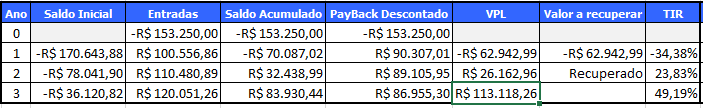 Ano Saldo Inicial Entradas Saldo Acumulado PayBack Descontado VPL Valor a recuperar TIR
0 -R$ 153.250,00 -R$ 153.250,00 -R$ 153.250,00
1 -R$ 170.643,88 R$ 100.556,86 -R$ 70.087,02 R$ 90.307,01 -R$ 62.942,99 -R$ 62.942,99 -34,38%
2 -R$ 78.041,90 R$ 110.480,89 R$ 32.438,99 R$ 89.105,95 R$ 26.162,96 Recuperado 23,83%
3 -R$ 36.120,82 R$ 120.051,26 R$ 83.930,44 R$ 86.955,30 R$ 113.118,26 49,19%